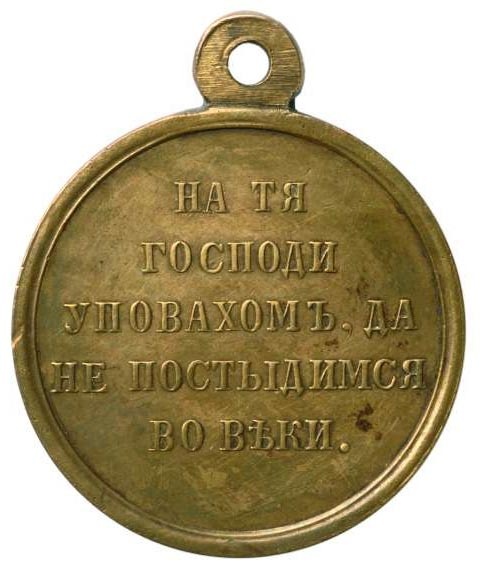 НА ТЯ
ГОСПОДИ
УПОВАХОМЪ, ДА
НЕ ПОСТЫДИМСЯ
ВО ВѢКИ.